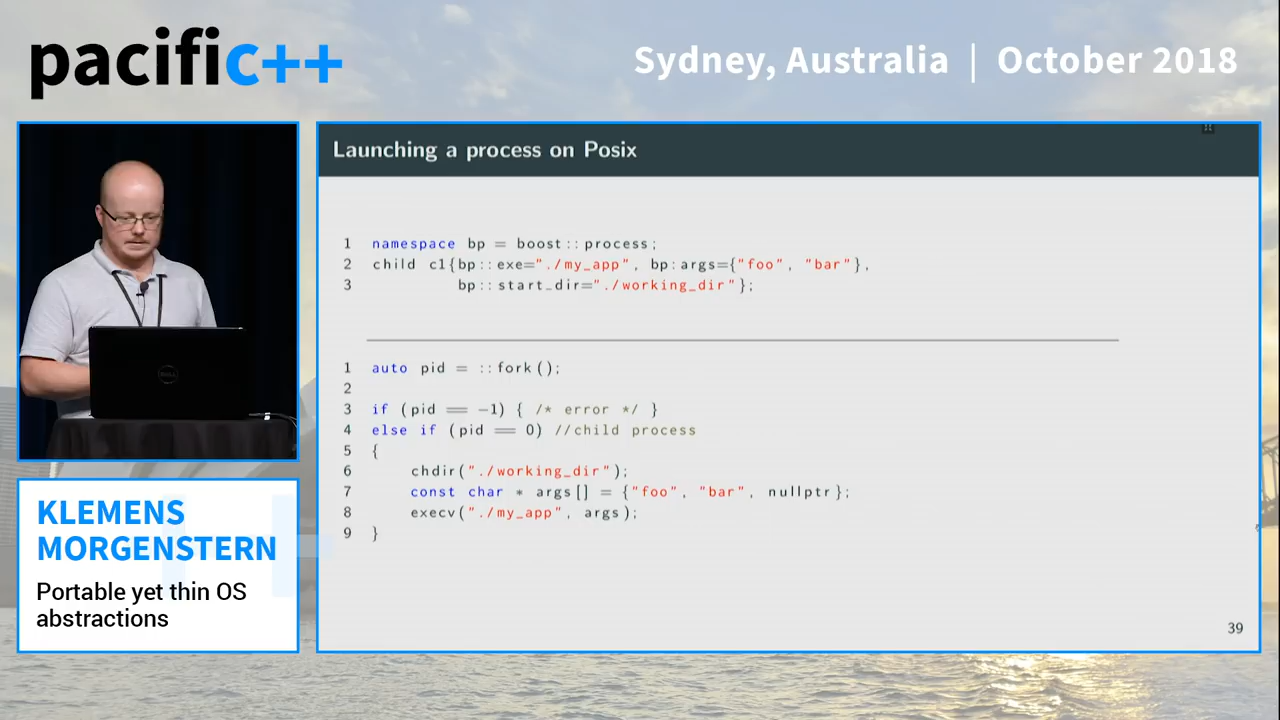 pacific++
Sydney, Australia | October 2018
Launching a process on Posix
1 namespace bp = boost::process;
2 child c1{bp::exe="./my_app", bp:args={"foo", "bar"},
3 bp::start_dir="./working_dir"};
1 auto pid = ::fork();
2
3 if (pid == -1) { /* error */ }
4 else if (pid == 0) //child process
5 {
6 chdir("./working_dir");
7 const char * args[] = {"foo", "bar", nullptr};
8 execv("./my_app", args);
9 }
39
DELL
KLEMENS
MORGENSTERN
Portable yet thin OS
abstractions